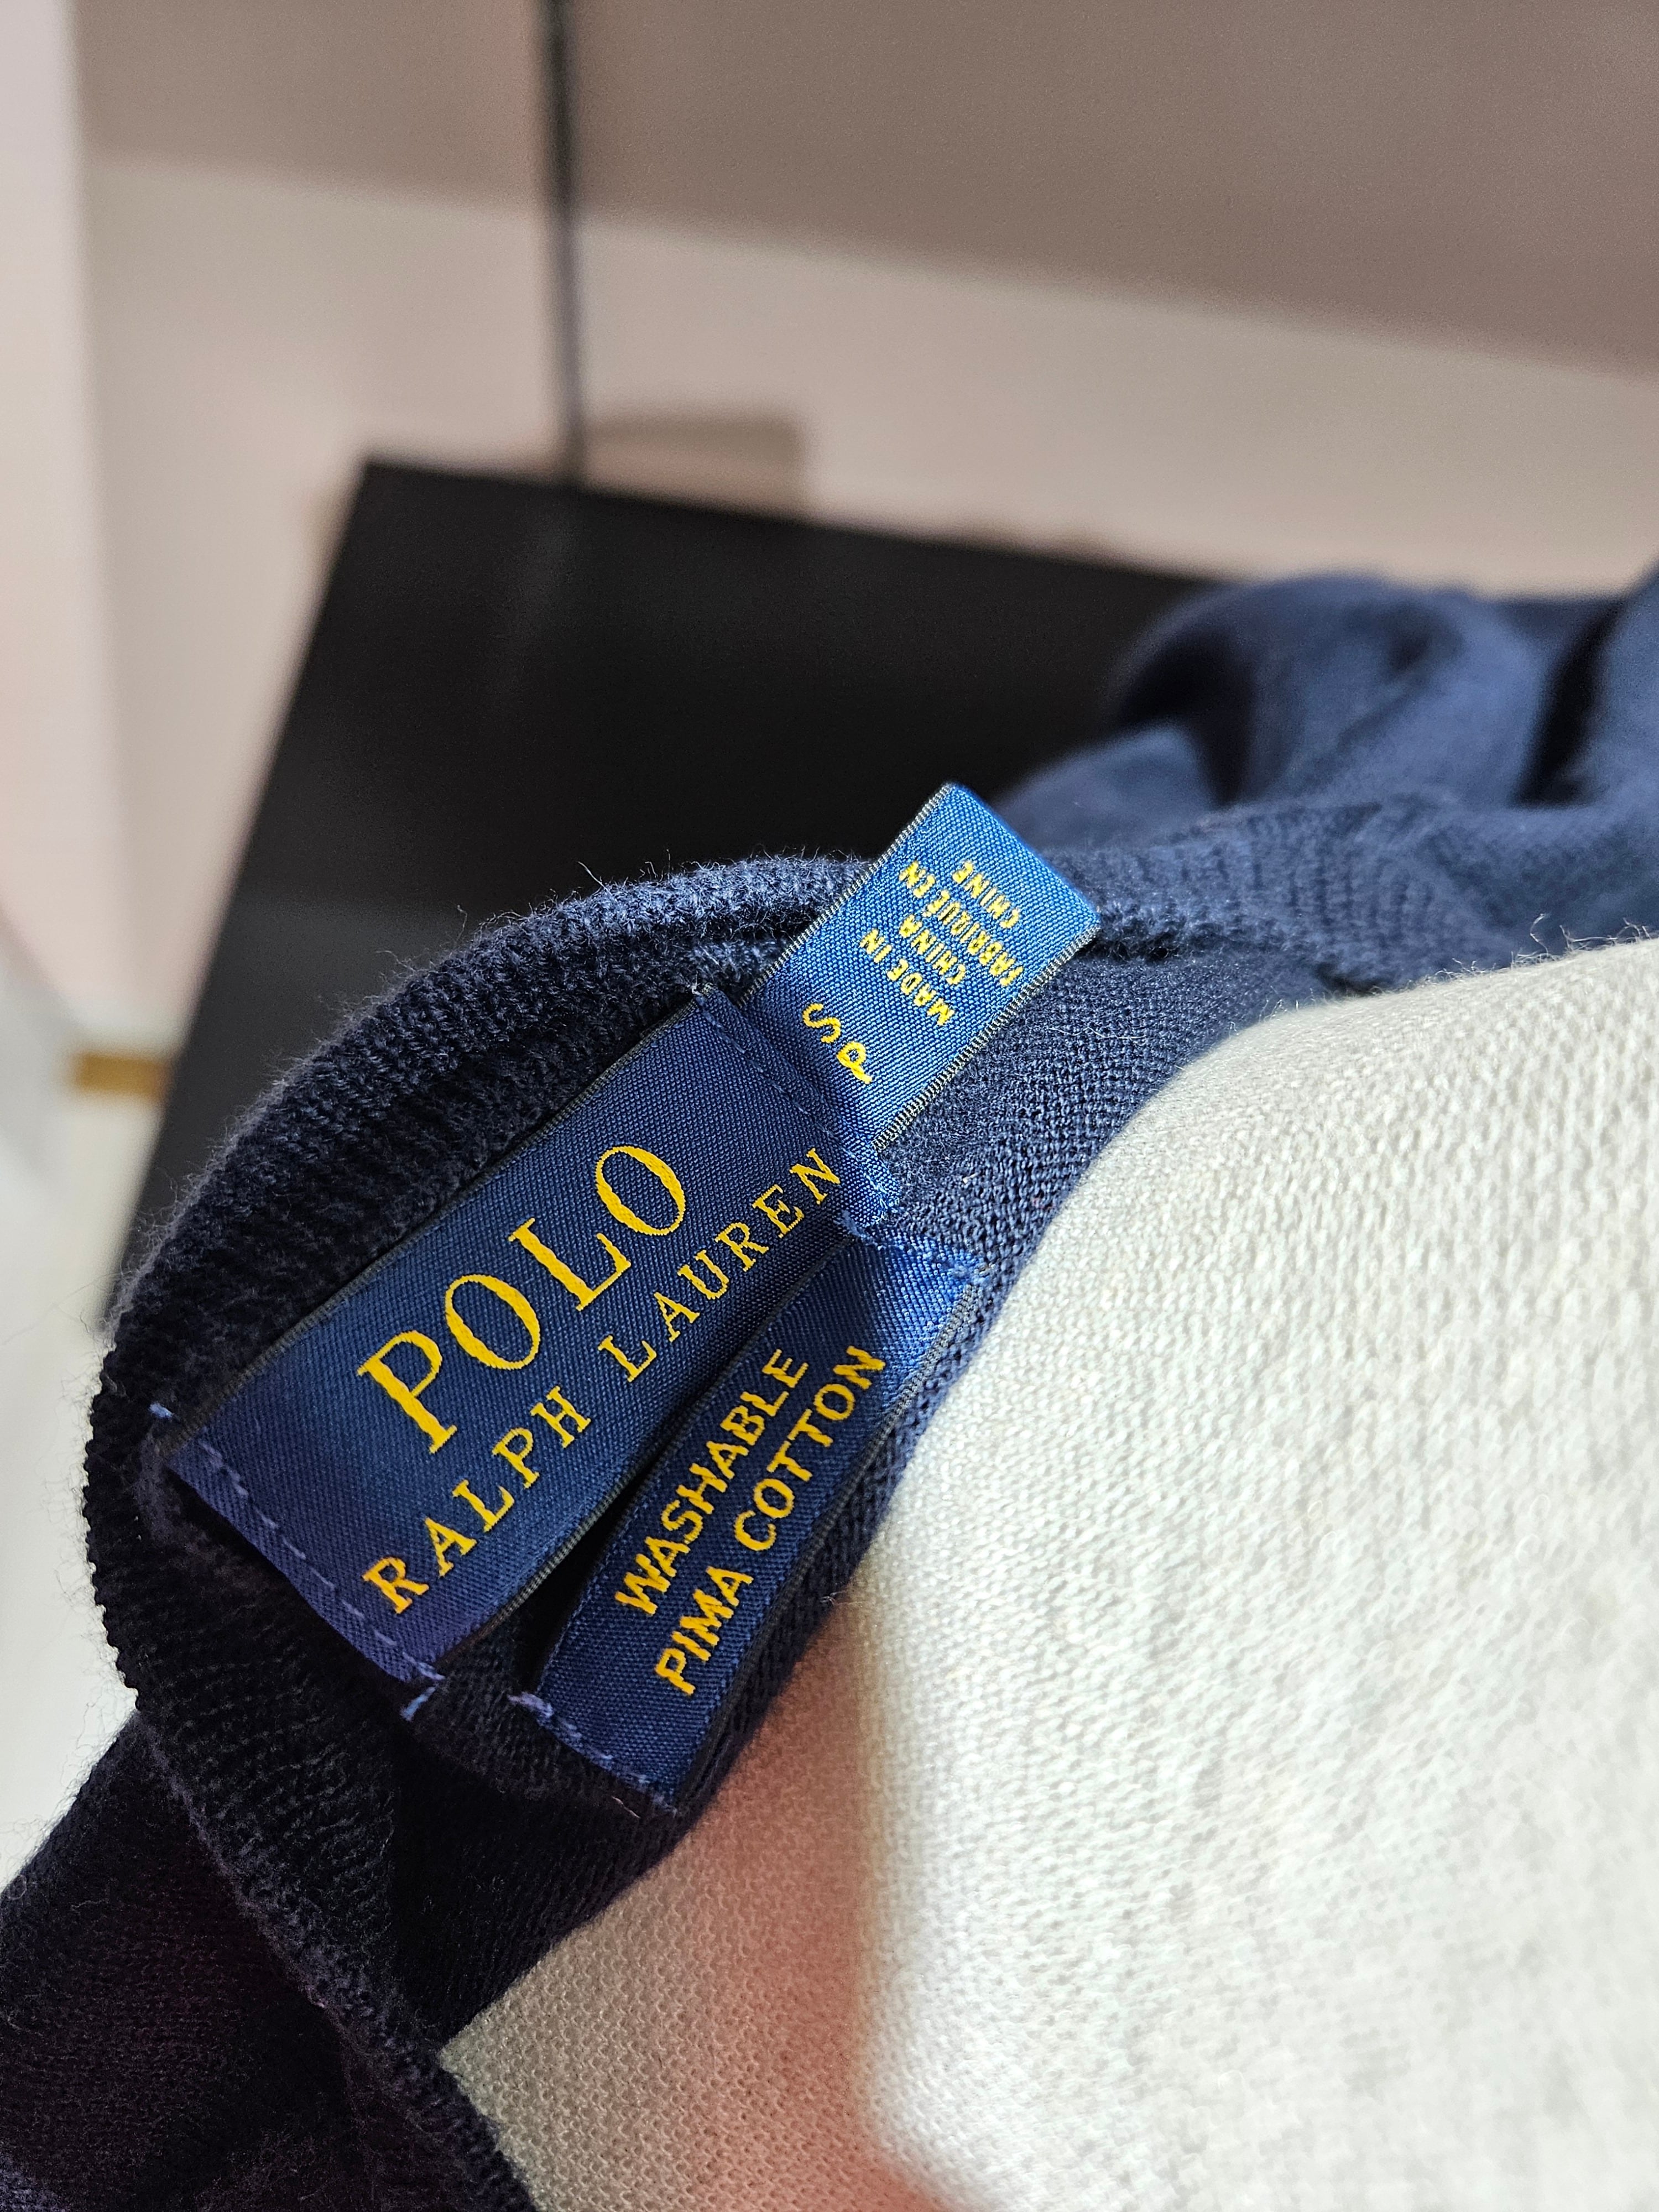 POLO
RALPH LAUREN
S
P
MADE IN
CHINA
FABRIQUÉ EN
CHINE
WASHABLE
PIMA COTTON